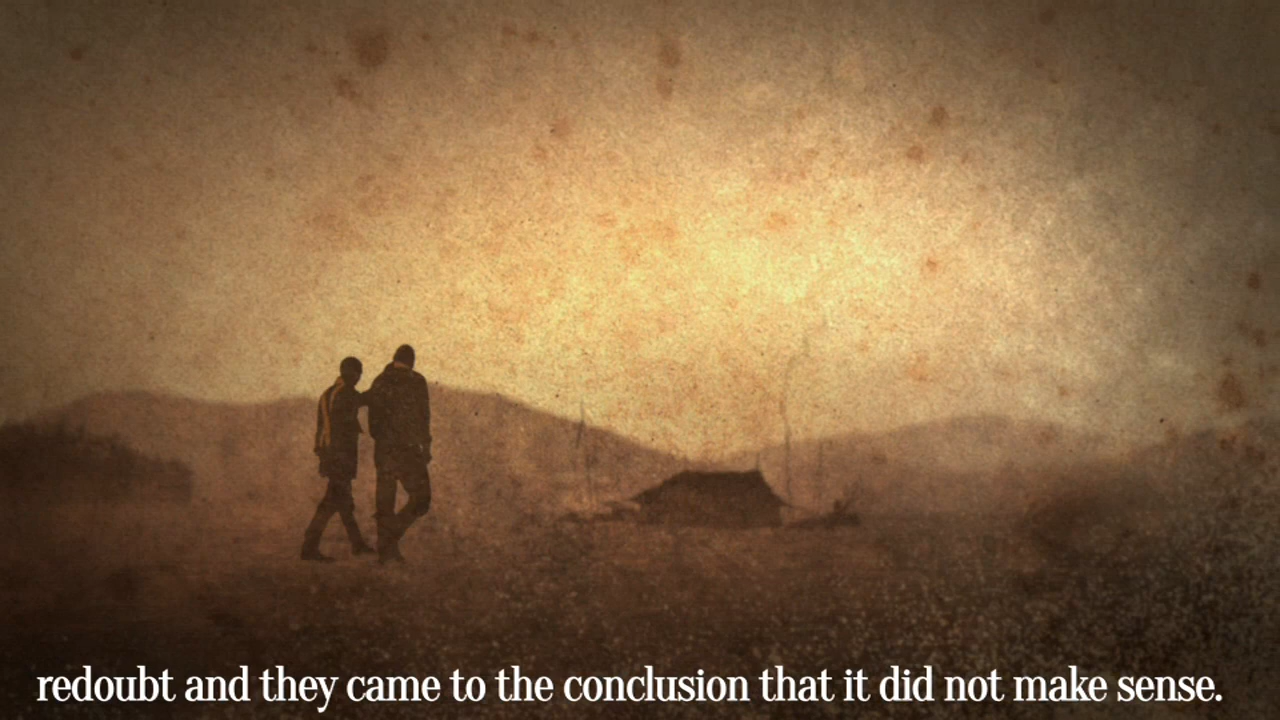 redoubt and they came to the conclusion that it did not make sense.